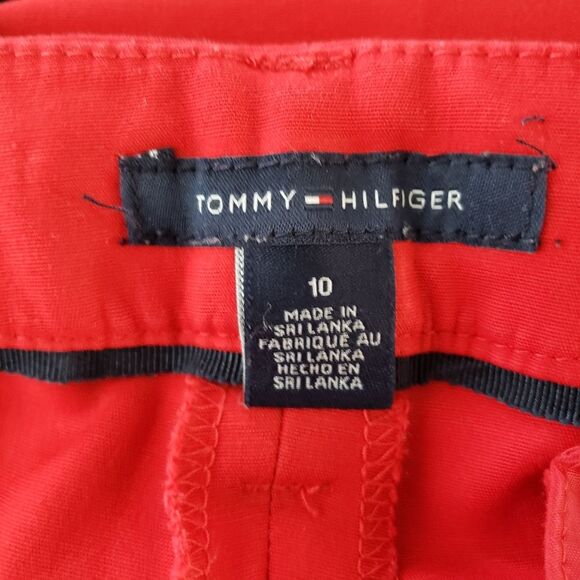 TOMMY HILFIGER
10
MADE IN
SRI LANKA
FABRIQUÉ AU
SRI LANKA
HECHO EN
SRI LANKA